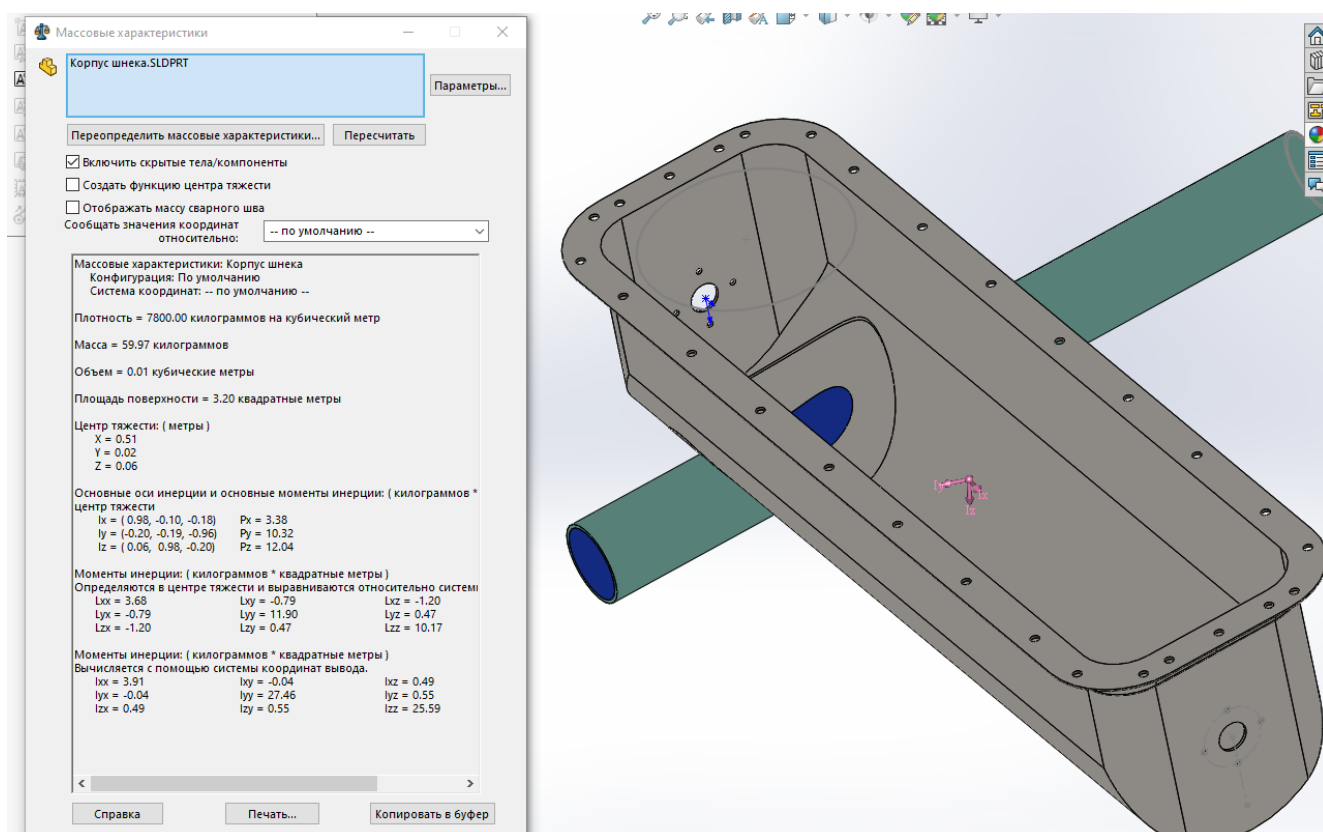 Массовые характеристики
Корпус шнека.SLDPRT
Параметры...
Переопределить массовые характеристики...
Пересчитать
Включить скрытые тела/компоненты
Создать функцию центра тяжести
Отображать массу сварного шва
Сообщать значения координат
относительно:
-- по умолчанию --
Массовые характеристики: Корпус шнека
Конфигурация: По умолчанию
Система координат: -- по умолчанию --
Плотность = 7800.00 килограммов на кубический метр
Масса = 59.97 килограммов
Объем = 0.01 кубические метры
Площадь поверхности = 3.20 квадратные метры
Центр тяжести: ( метры )
X = 0.51
Y = 0.02
Z = 0.06
Основные оси инерции и основные моменты инерции: ( килограммов *
центр тяжести
Ix = ( 0.98, -0.10, -0.18) Px = 3.38
Iy = (-0.20, -0.19, -0.96) Py = 10.32
Iz = ( 0.06, 0.98, -0.20) Pz = 12.04
Моменты инерции: ( килограммов * квадратные метры )
Определяются в центре тяжести и выравниваются относительно систем
Lxx = 3.68 Lxy = -0.79 Lxz = -1.20
Lyx = -0.79 Lyy = 11.90 Lyz = 0.47
Lzx = -1.20 Lzy = 0.47 Lzz = 10.17
Моменты инерции: ( килограммов * квадратные метры )
Вычисляется с помощью системы координат вывода.
Ixx = 3.91 Ixy = -0.04 Ixz = 0.49
Iyx = -0.04 Iyy = 27.46 Iyz = 0.55
Izx = 0.49 Izy = 0.55 Izz = 25.59
Справка
Печать...
Копировать в буфер
Iy
Ix
Iz